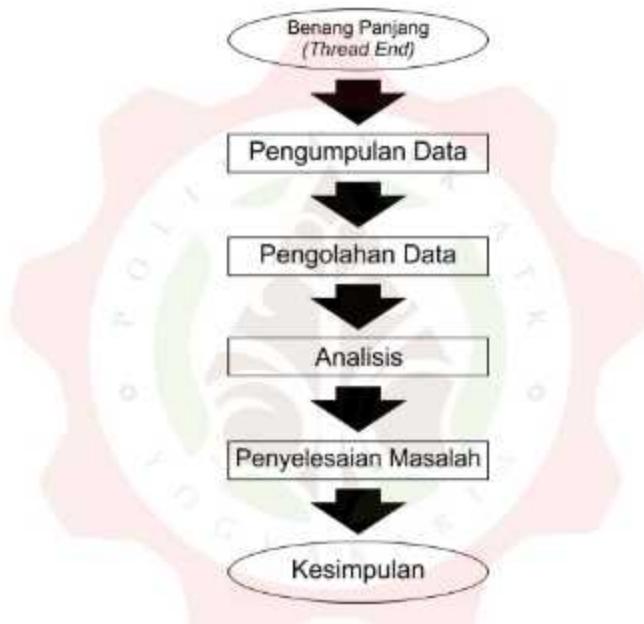 Benang Panjang
(Thread End)
Pengumpulan Data
Pengolahan Data
Analisis
Penyelesaian Masalah
Kesimpulan